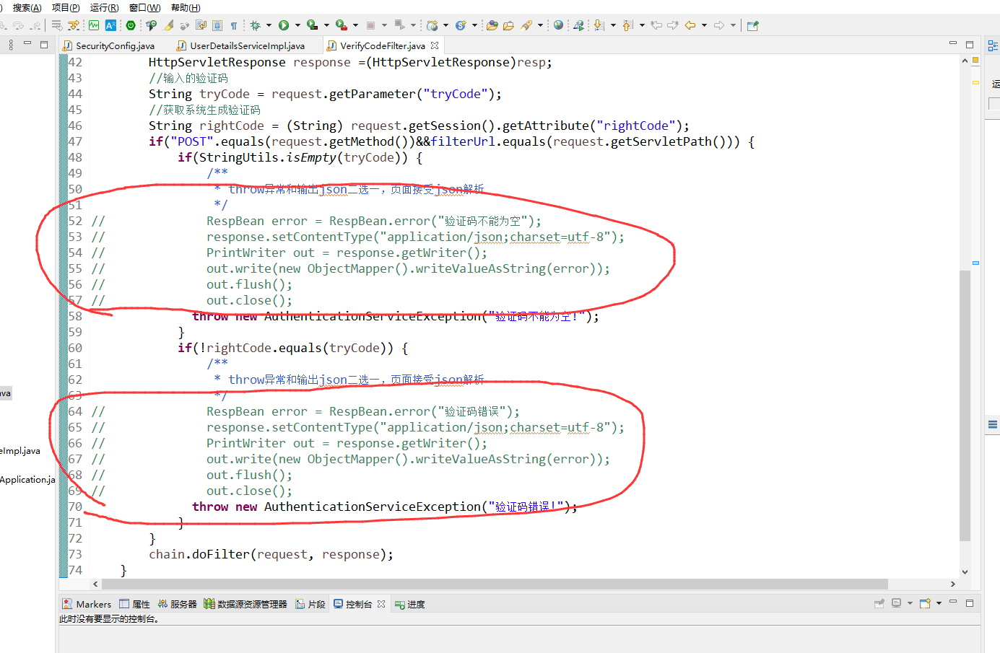 ) 搜索(A) 项目(P) 运行(R) 窗口(W) 帮助(H)
SecurityConfig.java UserDetailsServiceImpl.java VerifyCodeFilter.java
42 HttpServletResponse response =(HttpServletResponse)resp;
43 //输入的验证码
44 String tryCode = request.getParameter("tryCode");
45 //获取系统生成验证码
46 String rightCode = (String) request.getSession().getAttribute("rightCode");
47 if("POST".equals(request.getMethod())&&filterUrl.equals(request.getServletPath())) {
48 if(StringUtils.isEmpty(tryCode)) {
49 /**
50 * throw异常和输出json二选一，页面接受json解析
51 */
52 // RespBean error = RespBean.error("验证码不能为空");
53 // response.setContentType("application/json;charset=utf-8");
54 // PrintWriter out = response.getWriter();
55 // out.write(new ObjectMapper().writeValueAsString(error));
56 // out.flush();
57 // out.close();
58 throw new AuthenticationServiceException("验证码不能为空!");
59 }
60 if(!rightCode.equals(tryCode)) {
61 /**
62 * throw异常和输出json二选一，页面接受json解析
63 */
64 // RespBean error = RespBean.error("验证码错误");
65 // response.setContentType("application/json;charset=utf-8");
66 // PrintWriter out = response.getWriter();
67 // out.write(new ObjectMapper().writeValueAsString(error));
68 // out.flush();
69 // out.close();
70 throw new AuthenticationServiceException("验证码错误!");
71 }
72 }
73 chain.doFilter(request, response);
74 }
运
ava
eImpl.java
Application.ja
Markers 属性 服务器 数据源资源管理器 片段 控制台 进度
此时没有要显示的控制台。